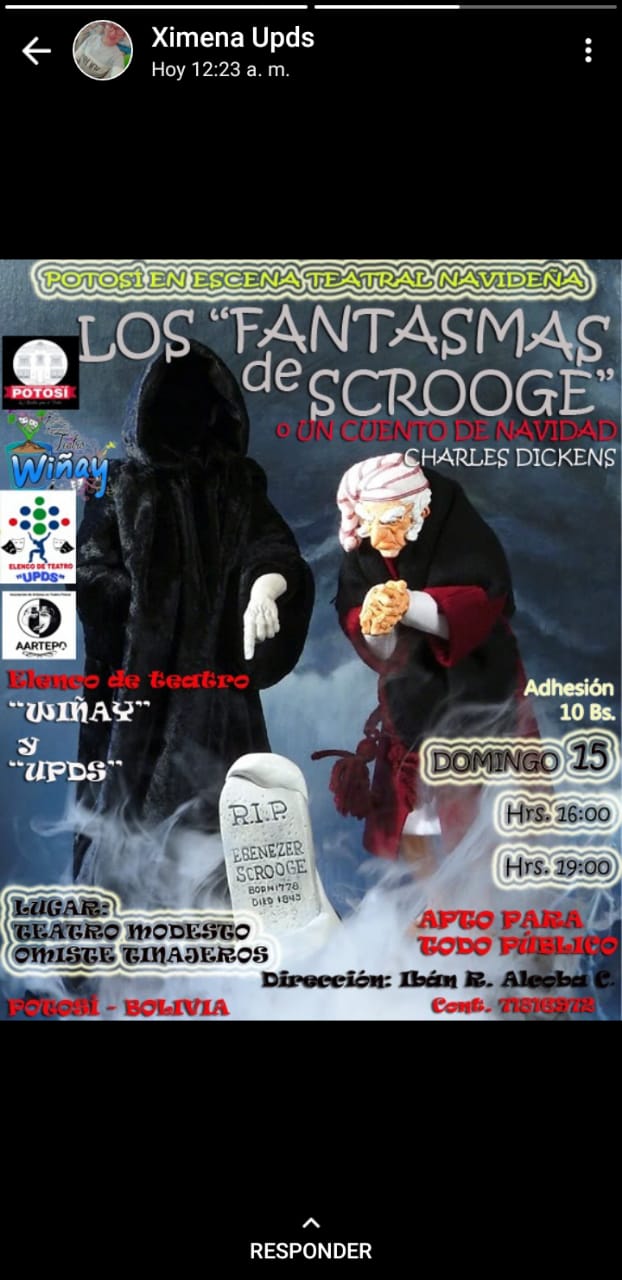 Ximena Upds
Hoy 12:23 a. m.
POTOSÍ EN ESCENA TEATRAL NAVIDEÑA
LOS "FANTASMAS
de
SCROOGE"
o UN CUENTO DE NAVIDAD
CHARLES DICKENS
POTOSÍ
Teatro
Wiñay
ELENCO DE TEATRO
"UPDS"
AARTEPO
Elenco de teatro
"WIÑAY"
y
"UPDS"
Adhesión
10 Bs.
DOMINGO 15
Hrs. 16:00
Hrs. 19:00
R.I.P.
EBENEZER
SCROOGE
BORN 1778
DIED 1843
LUGAR:
TEATRO MODESTO
OMISTE TINAJEROS
APTO PARA
TODO PÚBLICO
Dirección: Ibán R. Alcoba C.
POTOSÍ - BOLIVIA
Cont. 71816972
RESPONDER